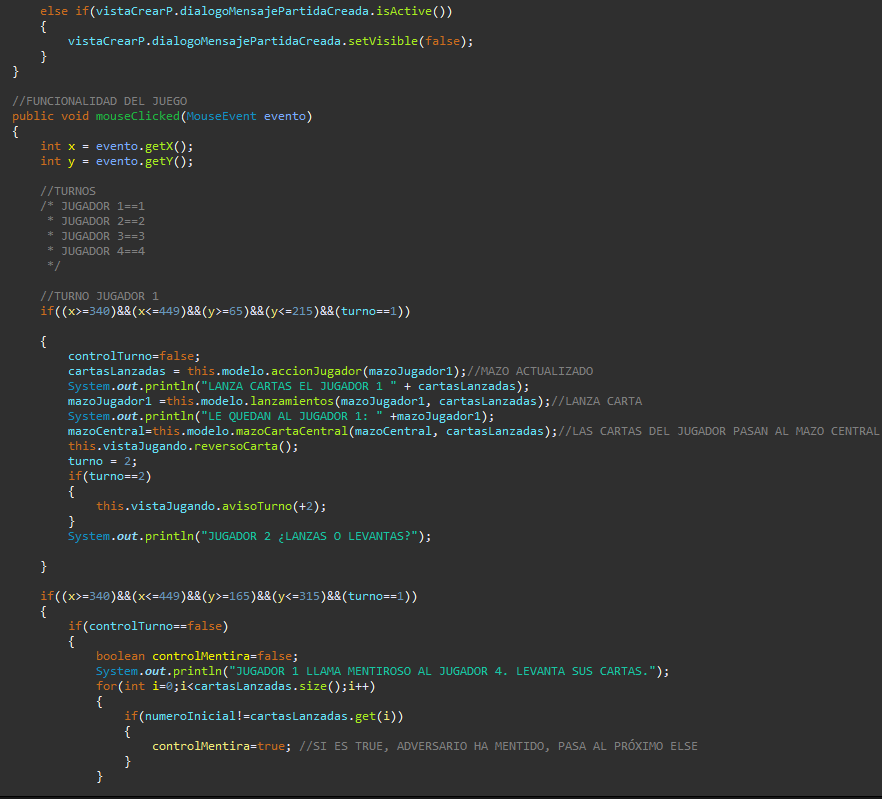 else if(vistaCrearP.dialogoMensajePartidaCreada.isActive())
{
vistaCrearP.dialogoMensajePartidaCreada.setVisible(false);
}
}
//FUNCIONALIDAD DEL JUEGO
public void mouseClicked(MouseEvent evento)
{
int x = evento.getX();
int y = evento.getY();
//TURNOS
/* JUGADOR 1==1
* JUGADOR 2==2
* JUGADOR 3==3
* JUGADOR 4==4
*/
//TURNO JUGADOR 1
if((x>=340)&&(x<=449)&&(y>=65)&&(y<=215)&&(turno==1))
{
controlTurno=false;
cartasLanzadas = this.modelo.accionJugador(mazoJugador1);//MAZO ACTUALIZADO
System.out.println("LANZA CARTAS EL JUGADOR 1 " + cartasLanzadas);
mazoJugador1 =this.modelo.lanzamientos(mazoJugador1, cartasLanzadas);//LANZA CARTA
System.out.println("LE QUEDAN AL JUGADOR 1: " +mazoJugador1);
mazoCentral=this.modelo.mazoCartaCentral(mazoCentral, cartasLanzadas);//LAS CARTAS DEL JUGADOR PASAN AL MAZO CENTRAL
this.vistaJugando.reversoCarta();
turno = 2;
if(turno==2)
{
this.vistaJugando.avisoTurno(+2);
}
System.out.println("JUGADOR 2 ¿LANZAS O LEVANTAS?");
}
if((x>=340)&&(x<=449)&&(y>=165)&&(y<=315)&&(turno==1))
{
if(controlTurno==false)
{
boolean controlMentira=false;
System.out.println("JUGADOR 1 LLAMA MENTIROSO AL JUGADOR 4. LEVANTA SUS CARTAS.");
for(int i=0;i<cartasLanzadas.size();i++)
{
if(numeroInicial!=cartasLanzadas.get(i))
{
controlMentira=true; //SI ES TRUE, ADVERSARIO HA MENTIDO, PASA AL PRÓXIMO ELSE
}
}